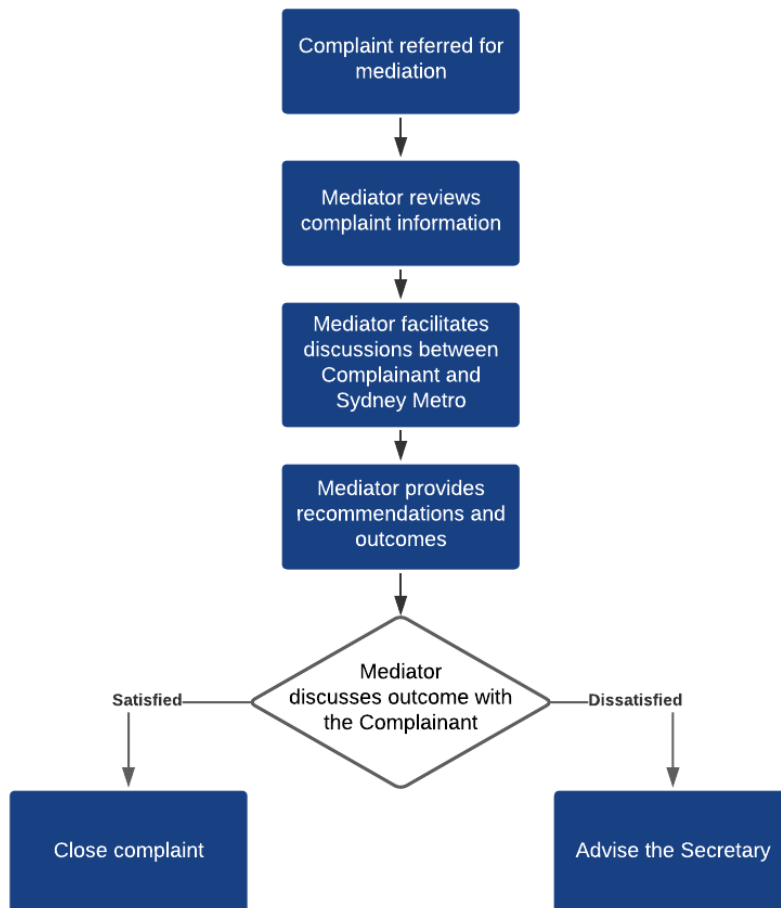 Complaint referred for
mediation
Mediator reviews
complaint information
Mediator facilitates
discussions between
Complainant and
Sydney Metro
Mediator provides
recommendations and
outcomes
Mediator
discusses outcome with
the Complainant
Satisfied
Dissatisfied
Close complaint
Advise the Secretary